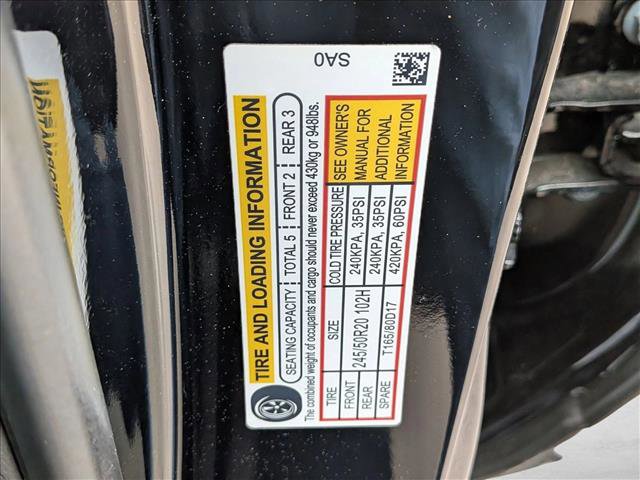 SA0
TIRE AND LOADING INFORMATION
SEATING CAPACITY TOTAL 5 FRONT 2 REAR 3
The combined weight of occupants and cargo should never exceed 430kg or 948lbs.
TIRE SIZE COLD TIRE PRESSURE SEE OWNER'S MANUAL FOR ADDITIONAL INFORMATION
FRONT 245/50R20 102H 240KPA, 35PSI
REAR 240KPA, 35PSI
SPARE T165/80D17 420KPA, 60PSI